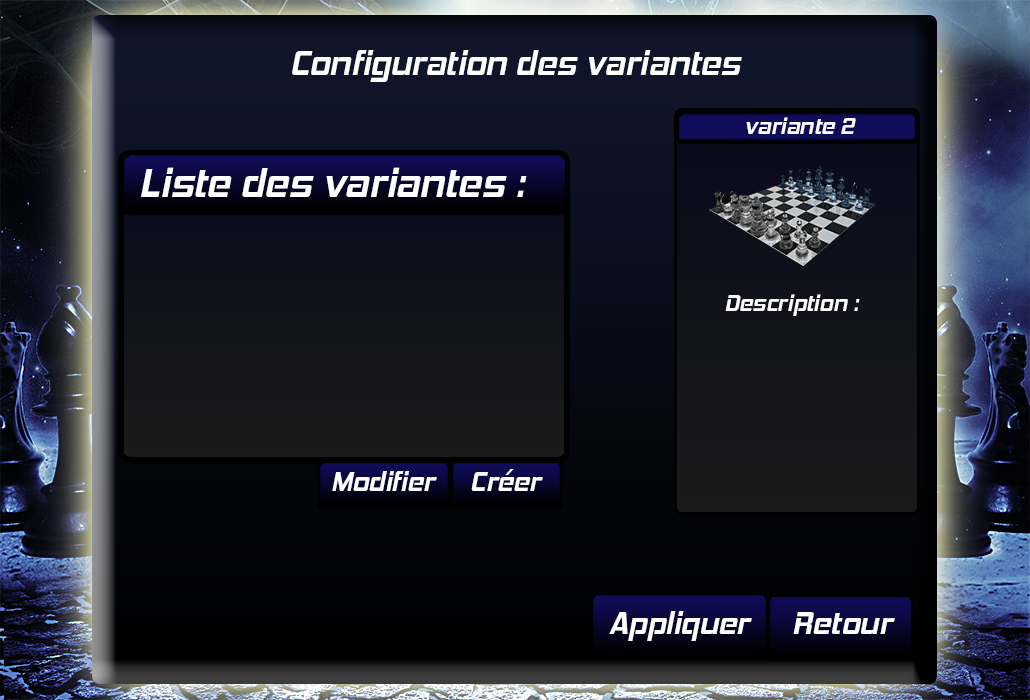 Configuration des variantes
variante 2
Liste des variantes :
Description :
Modifier
Créer
Appliquer
Retour